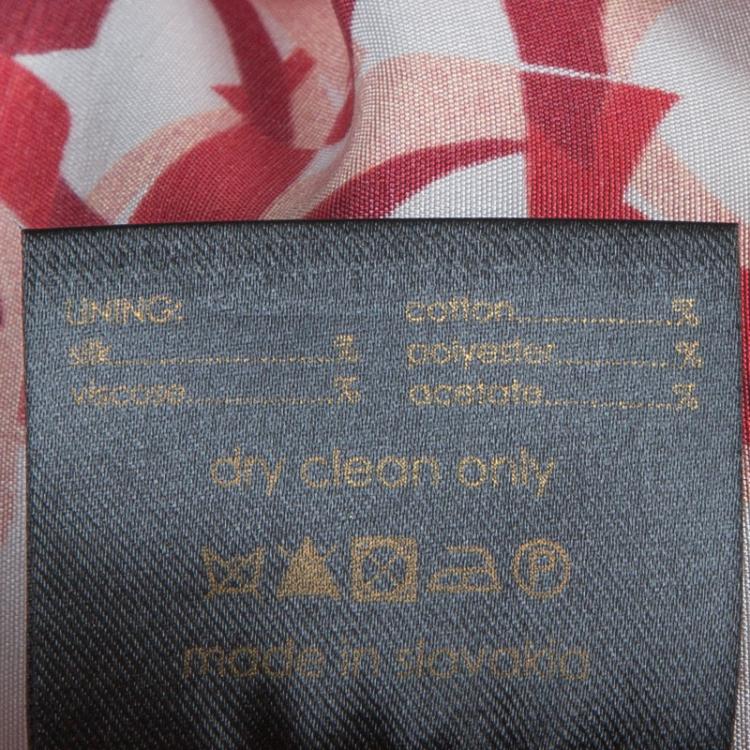 LINING:
silk..............................%
viscose......................%
cotton......................%
polyester.................%
acetate...................%
dry clean only
P
made in slovakia